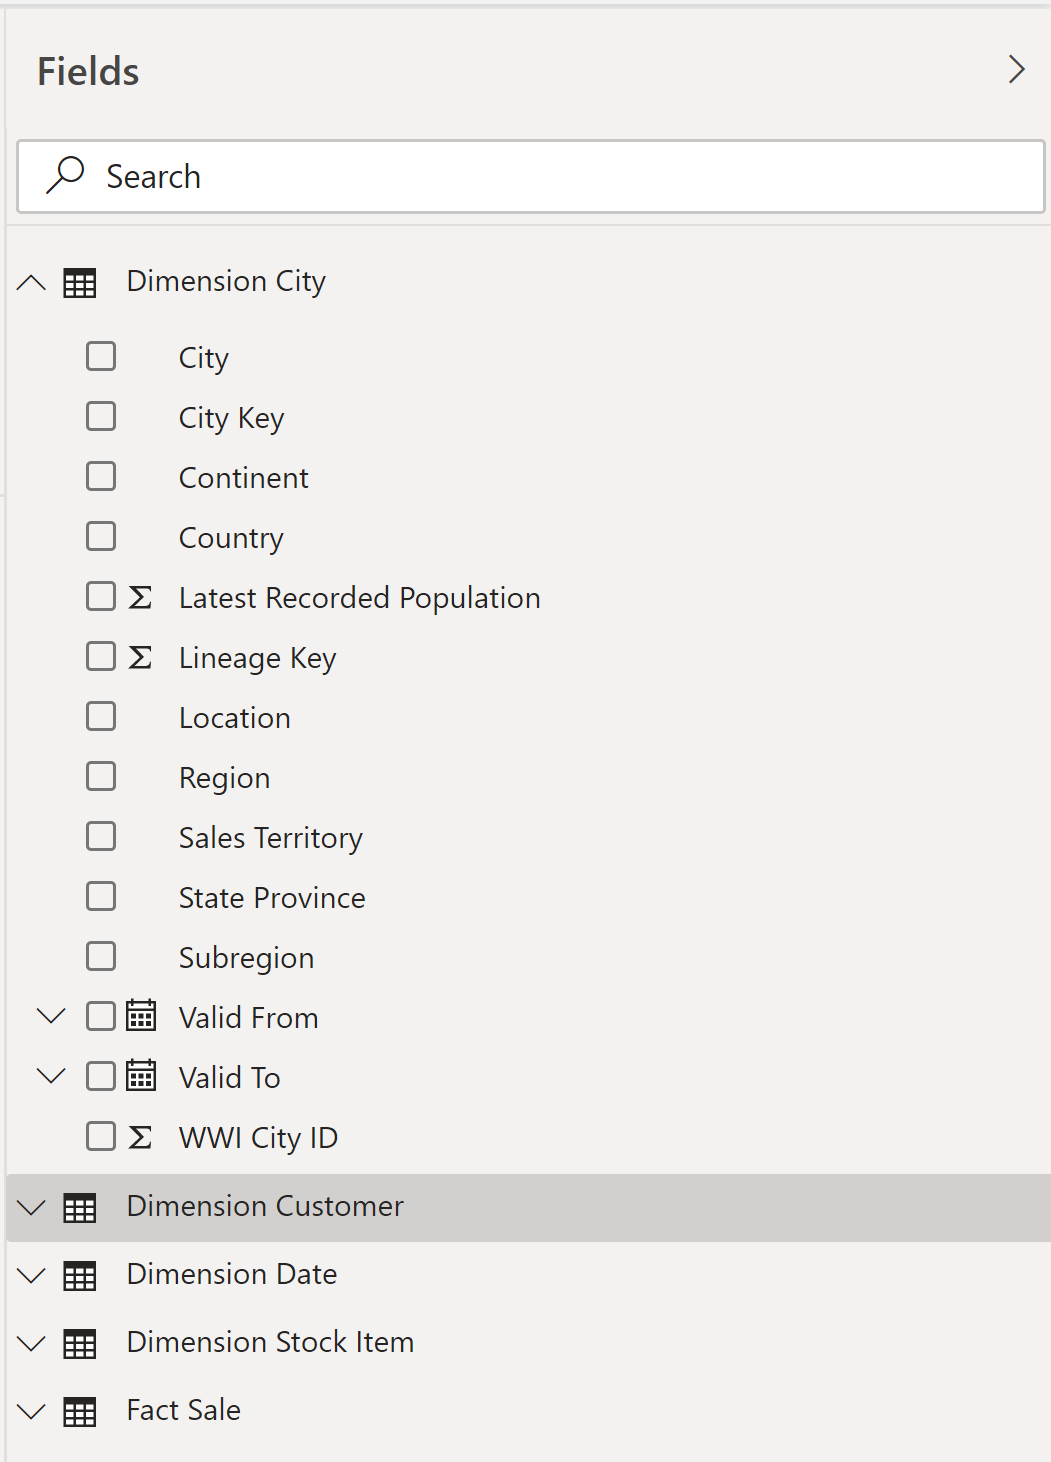 Fields
Search
Dimension City
City
City Key
Continent
Country
Latest Recorded Population
Lineage Key
Location
Region
Sales Territory
State Province
Subregion
Valid From
Valid To
WWI City ID
Dimension Customer
Dimension Date
Dimension Stock Item
Fact Sale